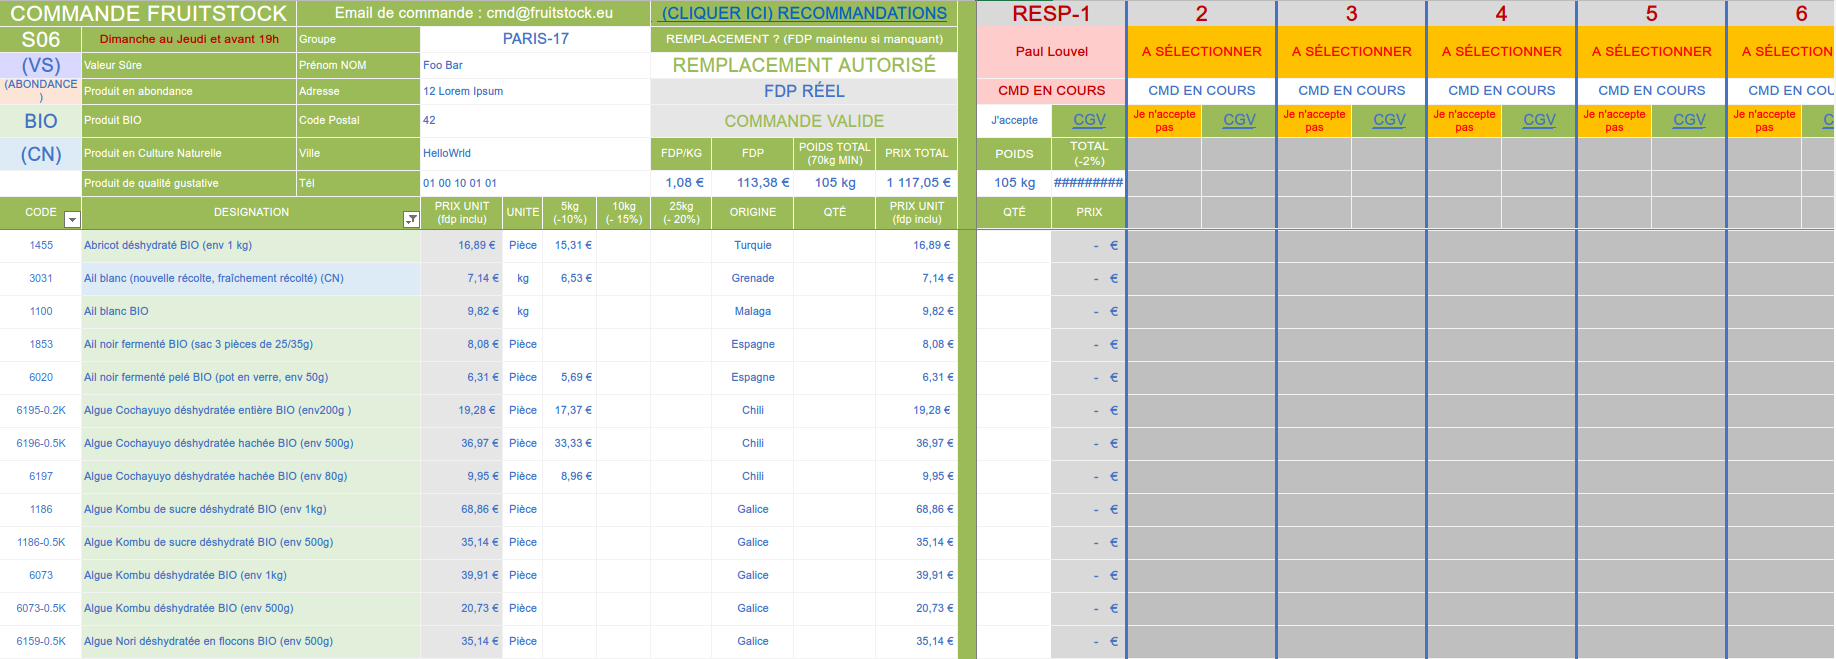 COMMANDE FRUITSTOCK Email de commande : cmd@fruitstock.eu (CLIQUER ICI) RECOMMANDATIONS RESP-1 2 3 4 5 6
S06 Dimanche au Jeudi et avant 19h Groupe PARIS-17 REMPLACEMENT ? (FDP maintenu si manquant) Paul Louvel A SÉLECTIONNER A SÉLECTIONNER A SÉLECTIONNER A SÉLECTIONNER A SÉLECTION
(VS) Valeur Sûre Prénom NOM Foo Bar REMPLACEMENT AUTORISÉ
(ABONDANCE
) Produit en abondance Adresse 12 Lorem Ipsum FDP RÉEL CMD EN COURS CMD EN COURS CMD EN COURS CMD EN COURS CMD EN COURS CMD EN COU
BIO Produit BIO Code Postal 42 COMMANDE VALIDE J'accepte CGV Je n'accepte
pas CGV Je n'accepte
pas CGV Je n'accepte
pas CGV Je n'accepte
pas CGV Je n'accepte
pas C
(CN) Produit en Culture Naturelle Ville HelloWrld FDP/KG FDP POIDS TOTAL
(70kg MIN) PRIX TOTAL POIDS TOTAL
(-2%)
Produit de qualité gustative Tél 01 00 10 01 01 1,08 € 113,38 € 105 kg 1 117,05 € 105 kg #########
CODE DESIGNATION PRIX UNIT
(fdp inclu) UNITE 5kg
(-10%) 10kg
(- 15%) 25kg
(- 20%) ORIGINE QTÉ PRIX UNIT
(fdp inclu) QTÉ PRIX
1455 Abricot déshydraté BIO (env 1 kg) 16,89 € Pièce 15,31 € Turquie 16,89 € - €
3031 Ail blanc (nouvelle récolte, fraîchement récolté) (CN) 7,14 € kg 6,53 € Grenade 7,14 € - €
1100 Ail blanc BIO 9,82 € kg Malaga 9,82 € - €
1853 Ail noir fermenté BIO (sac 3 pièces de 25/35g) 8,08 € Pièce Espagne 8,08 € - €
6020 Ail noir fermenté pelé BIO (pot en verre, env 50g) 6,31 € Pièce 5,69 € Espagne 6,31 € - €
6195-0.2K Algue Cochayuyo déshydratée entière BIO (env200g ) 19,28 € Pièce 17,37 € Chili 19,28 € - €
6196-0.5K Algue Cochayuyo déshydratée hachée BIO (env 500g) 36,97 € Pièce 33,33 € Chili 36,97 € - €
6197 Algue Cochayuyo déshydratée hachée BIO (env 80g) 9,95 € Pièce 8,96 € Chili 9,95 € - €
1186 Algue Kombu de sucre déshydraté BIO (env 1kg) 68,86 € Pièce Galice 68,86 € - €
1186-0.5K Algue Kombu de sucre déshydraté BIO (env 500g) 35,14 € Pièce Galice 35,14 € - €
6073 Algue Kombu déshydratée BIO (env 1kg) 39,91 € Pièce Galice 39,91 € - €
6073-0.5K Algue Kombu déshydratée BIO (env 500g) 20,73 € Pièce Galice 20,73 € - €
6159-0.5K Algue Nori déshydratée en flocons BIO (env 500g) 35,14 € Pièce Galice 35,14 € - €